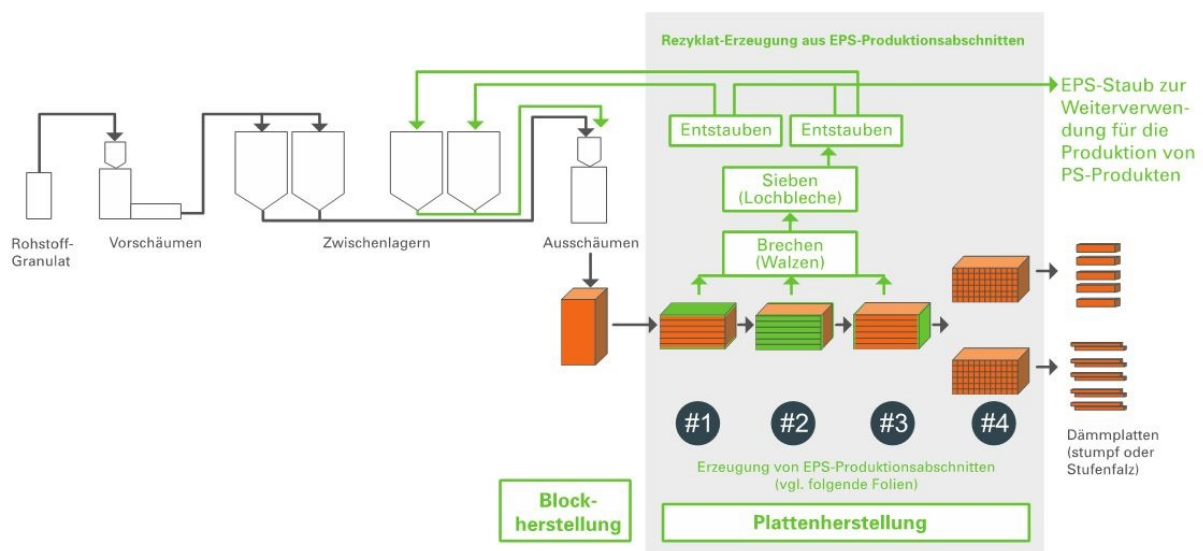 Rezyklat-Erzeugung aus EPS-Produktionsabschnitten
EPS-Staub zur
Weiterverwen-
dung für die
Produktion von
PS-Produkten
Entstauben
Entstauben
Sieben
(Lochbleche)
Brechen
(Walzen)
Rohstoff-
Granulat
Vorschäumen
Zwischenlagern
Ausschäumen
#1
#2
#3
#4
Dämmplatten
(stumpf oder
Stufenfalz)
Erzeugung von EPS-Produktionsabschnitten
(vgl. folgende Folien)
Block-
herstellung
Plattenherstellung